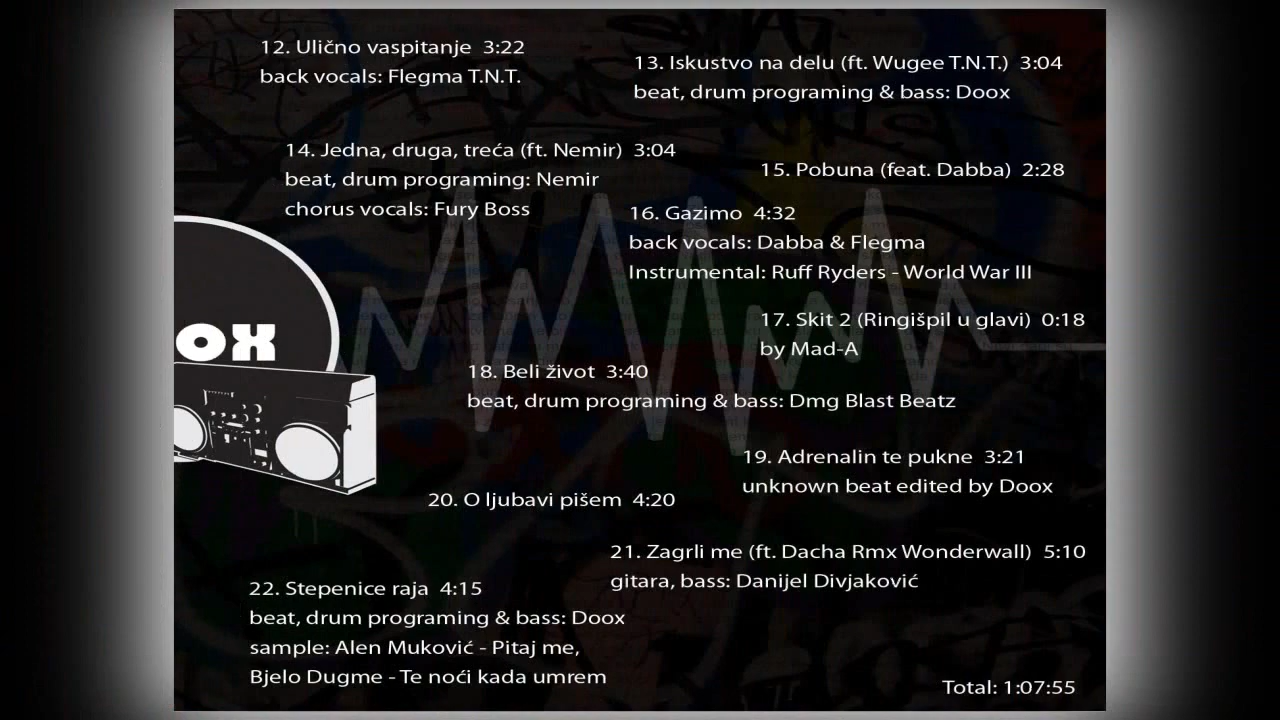 12. Ulično vaspitanje 3:22
back vocals: Flegma T.N.T.
13. Iskustvo na delu (ft. Wugee T.N.T.) 3:04
beat, drum programing & bass: Doox
14. Jedna, druga, treća (ft. Nemir) 3:04
beat, drum programing: Nemir
chorus vocals: Fury Boss
15. Pobuna (feat. Dabba) 2:28
16. Gazimo 4:32
back vocals: Dabba & Flegma
Instrumental: Ruff Ryders - World War III
17. Skit 2 (Ringišpil u glavi) 0:18
by Mad-A
ox
18. Beli život 3:40
beat, drum programing & bass: Dmg Blast Beatz
19. Adrenalin te pukne 3:21
unknown beat edited by Doox
20. O ljubavi pišem 4:20
21. Zagrli me (ft. Dacha Rmx Wonderwall) 5:10
gitara, bass: Danijel Divjaković
22. Stepenice raja 4:15
beat, drum programing & bass: Doox
sample: Alen Muković - Pitaj me,
Bjelo Dugme - Te noći kada umrem
Total: 1:07:55